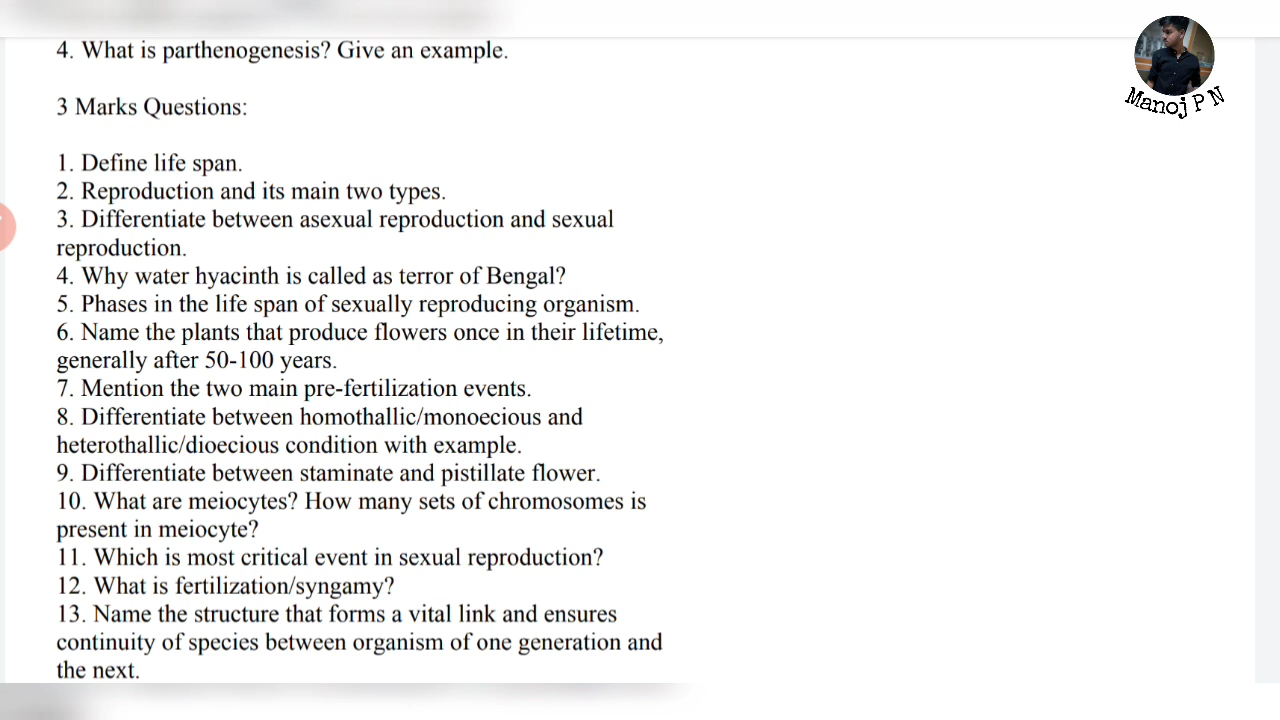 4. What is parthenogenesis? Give an example.
Manoj P N
3 Marks Questions:
1. Define life span.
2. Reproduction and its main two types.
3. Differentiate between asexual reproduction and sexual
reproduction.
4. Why water hyacinth is called as terror of Bengal?
5. Phases in the life span of sexually reproducing organism.
6. Name the plants that produce flowers once in their lifetime,
generally after 50-100 years.
7. Mention the two main pre-fertilization events.
8. Differentiate between homothallic/monoecious and
heterothallic/dioecious condition with example.
9. Differentiate between staminate and pistillate flower.
10. What are meiocytes? How many sets of chromosomes is
present in meiocyte?
11. Which is most critical event in sexual reproduction?
12. What is fertilization/syngamy?
13. Name the structure that forms a vital link and ensures
continuity of species between organism of one generation and
the next.